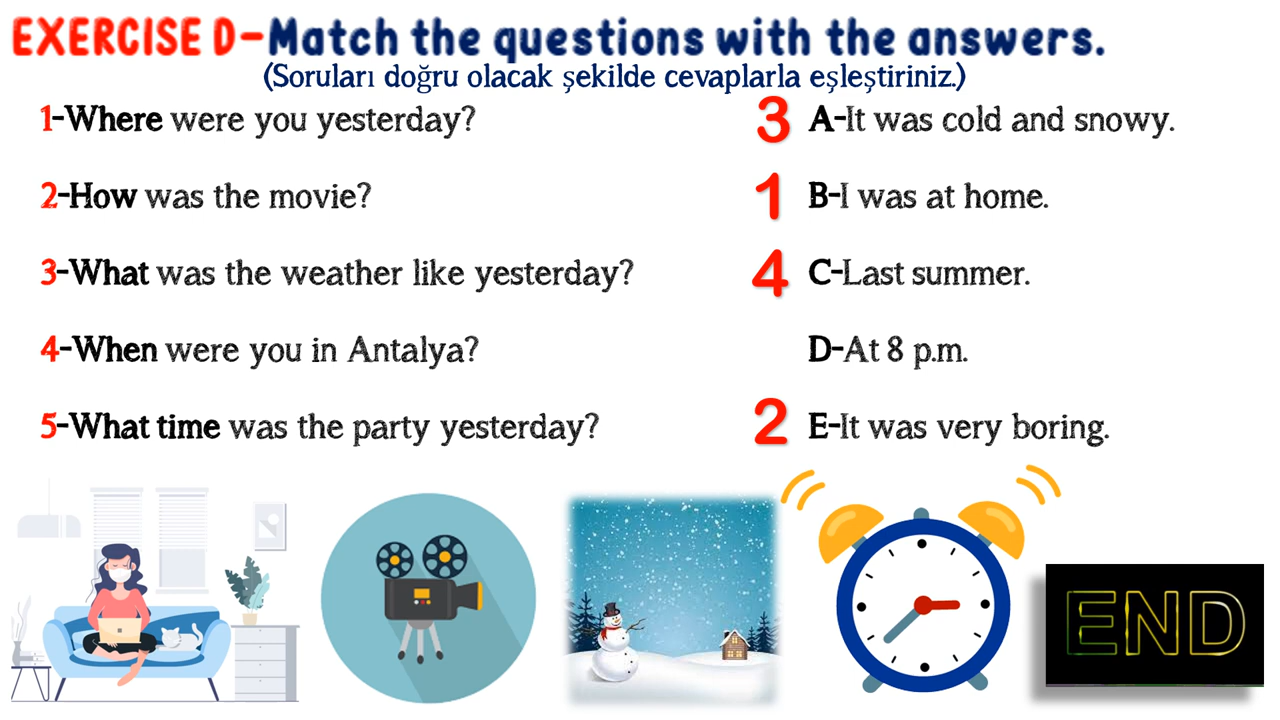 EXERCISE D-Match the questions with the answers.
(Soruları doğru olacak şekilde cevaplarla eşleştiriniz.)
1-Where were you yesterday?
3 A-It was cold and snowy.
2-How was the movie?
1 B-I was at home.
3-What was the weather like yesterday?
4 C-Last summer.
4-When were you in Antalya?
D-At 8 p.m.
5-What time was the party yesterday?
2 E-It was very boring.
END